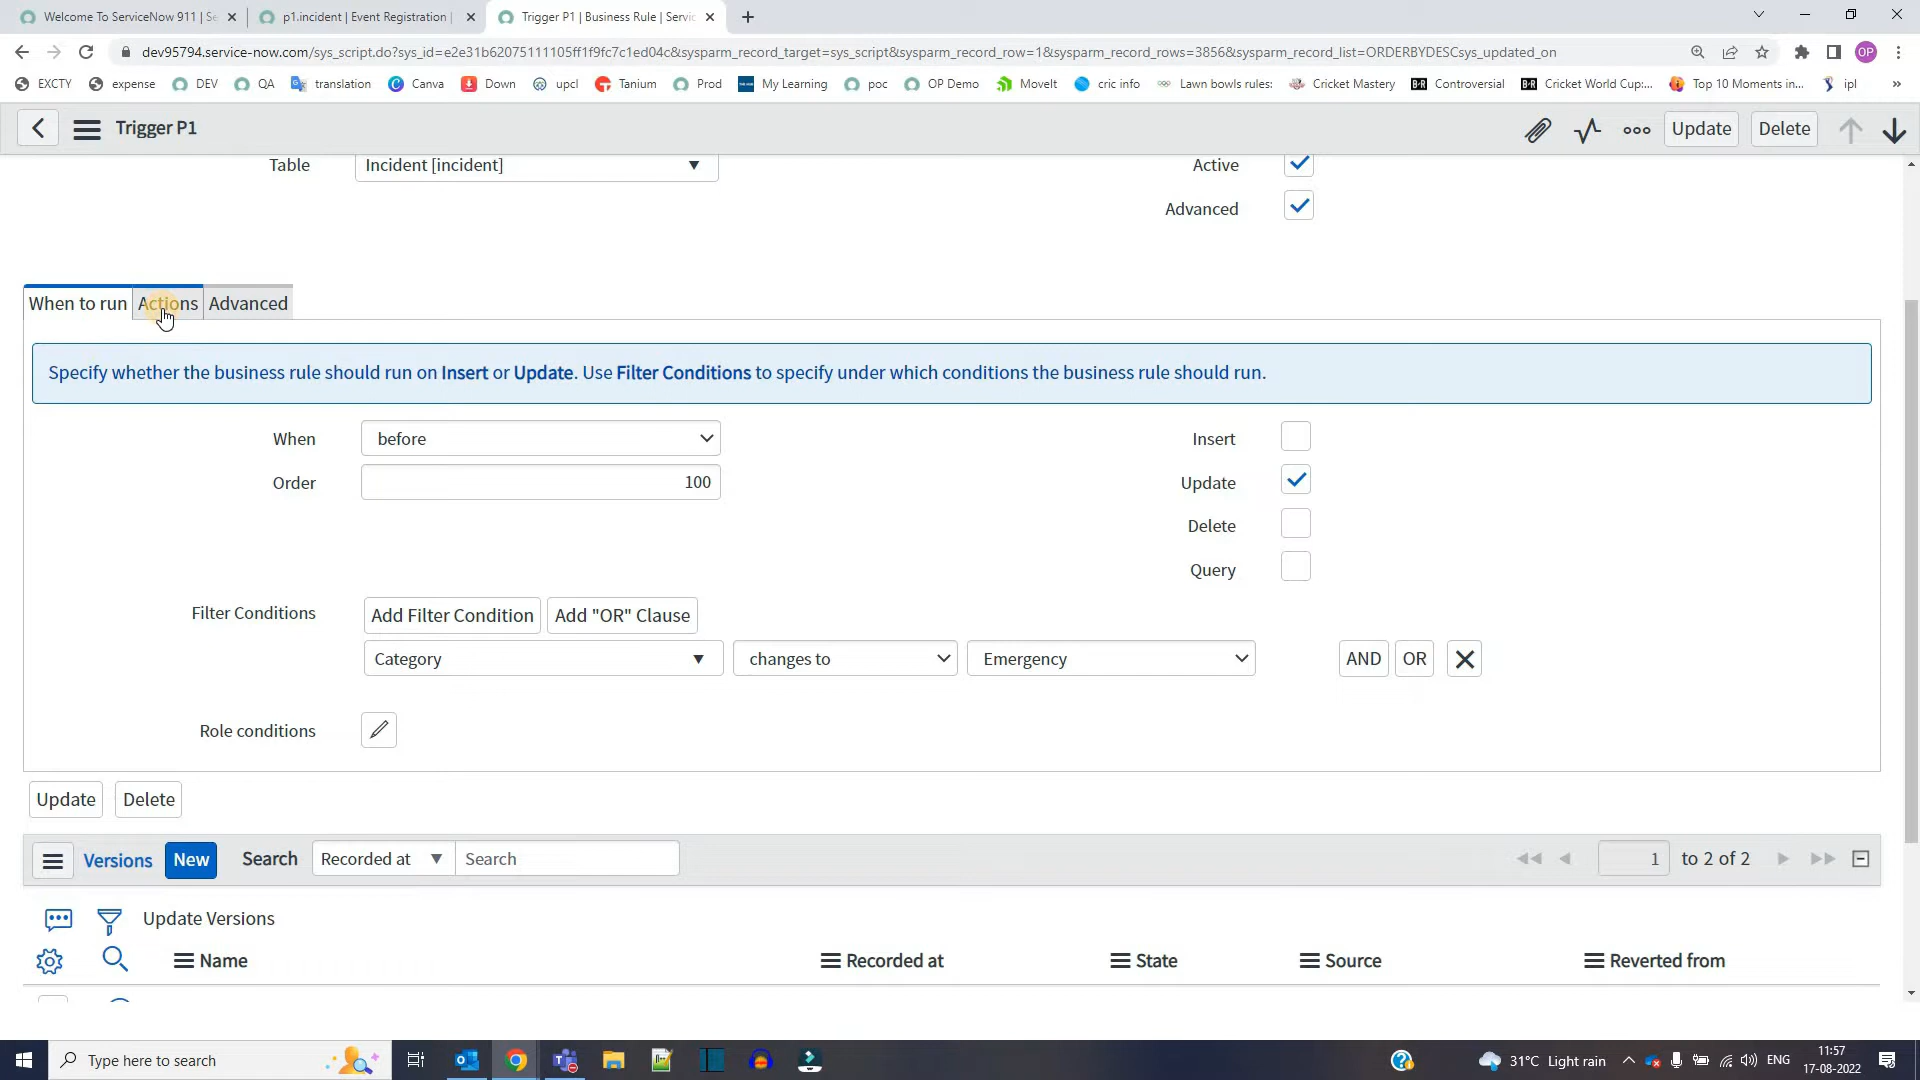 Welcome To ServiceNow 911 | Se
p1.incident | Event Registration |
Trigger P1 | Business Rule | Servic
dev95794.service-now.com/sys_script.do?sys_id=e2e31b62075111105ff1f9fc7c1ed04c&sysparm_record_target=sys_script&sysparm_record_row=1&sysparm_record_rows=3856&sysparm_record_list=ORDERBYDESCsys_updated_on
OP
EXCTY expense DEV QA translation Canva Down upcl Tanium Prod My Learning poc OP Demo MoveIt cric info Lawn bowls rules: Cricket Mastery B·R Controversial B·R Cricket World Cup:... Top 10 Moments in... ipl »
Trigger P1
Update Delete
Table Incident [incident] Active
Advanced
When to run Actions Advanced
Specify whether the business rule should run on Insert or Update. Use Filter Conditions to specify under which conditions the business rule should run.
When before Insert
Order 100 Update
Delete
Query
Filter Conditions Add Filter Condition Add "OR" Clause
Category changes to Emergency AND OR
Role conditions
Update Delete
Versions New Search Recorded at Search 1 to 2 of 2
Update Versions
Name Recorded at State Source Reverted from
Type here to search
31°C Light rain ENG
11:57
17-08-2022